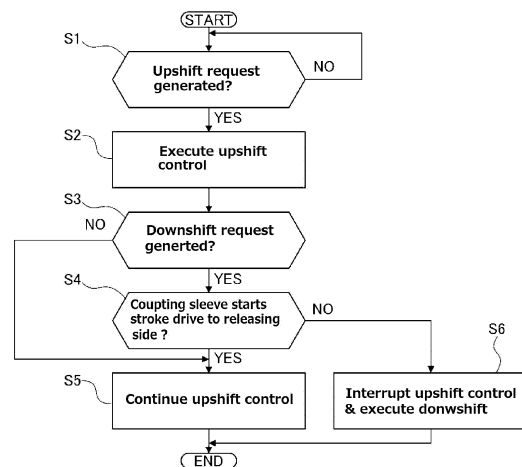 START
S1
Upshift request
generated?
NO
YES
S2
Execute upshift
control
S3
NO
Downshift request
generted?
YES
S4
Coupting sleeve starts
stroke drive to releasing
side ?
NO
YES
S5
Continue upshift control
S6
Interrupt upshift control
& execute donwshift
END